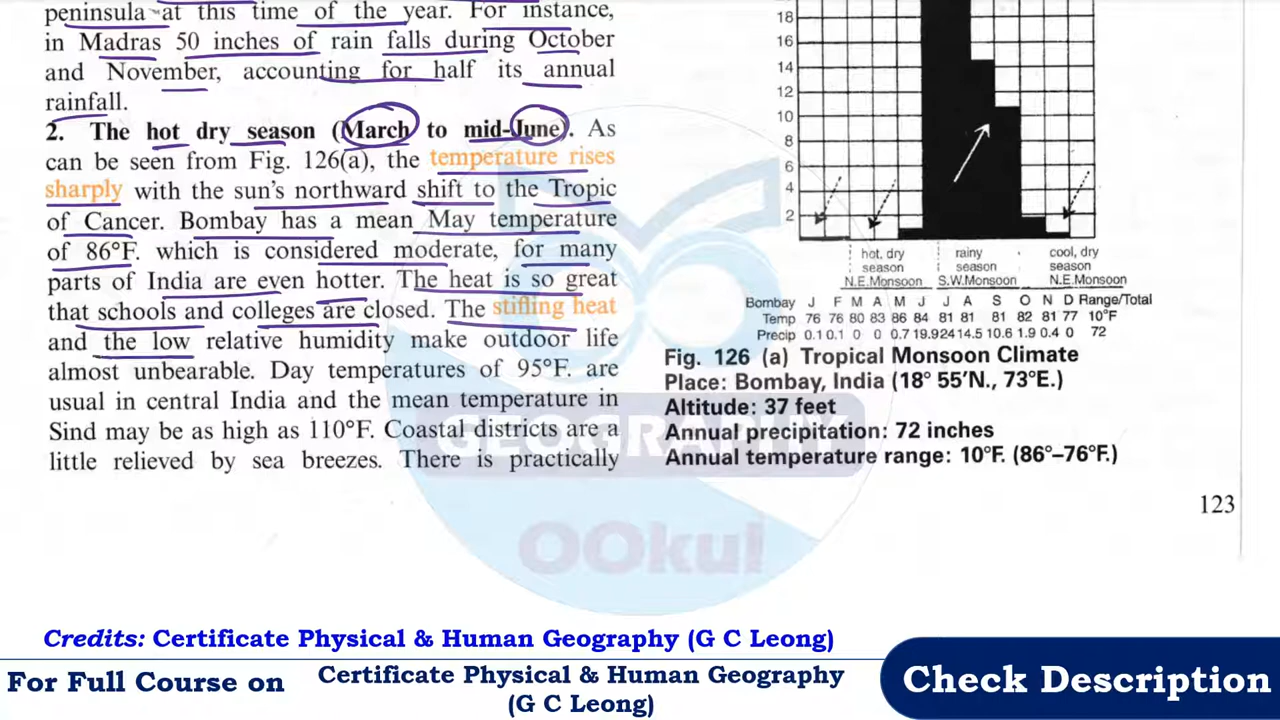 peninsula at this time of the year. For instance,
in Madras 50 inches of rain falls during October
and November, accounting for half its annual
rainfall.
2. The hot dry season (March to mid-June). As
can be seen from Fig. 126(a), the temperature rises
sharply with the sun's northward shift to the Tropic
of Cancer. Bombay has a mean May temperature
of 86°F. which is considered moderate, for many
parts of India are even hotter. The heat is so great
that schools and colleges are closed. The stifling heat
and the low relative humidity make outdoor life
almost unbearable. Day temperatures of 95°F. are
usual in central India and the mean temperature in
Sind may be as high as 110°F. Coastal districts are a
little relieved by sea breezes. There is practically
18
16
14
12
10
8
6
4
2
hot, dry season
N.E.Monsoon
rainy season
S.W.Monsoon
cool, dry season
N.E.Monsoon
Bombay J F M A M J J A S O N D Range/Total
Temp 76 76 80 83 86 84 81 81 81 82 81 77 10°F
Precip 0.1 0.1 0 0 0.7 19.9 24 14.5 10.6 1.9 0.4 0 72
Fig. 126 (a) Tropical Monsoon Climate
Place: Bombay, India (18° 55′N., 73°E.)
Altitude: 37 feet
Annual precipitation: 72 inches
Annual temperature range: 10°F. (86°–76°F.)
123
GEOGRAPHY
OOkul
Credits: Certificate Physical & Human Geography (G C Leong)
For Full Course on
Certificate Physical & Human Geography
(G C Leong)
Check Description